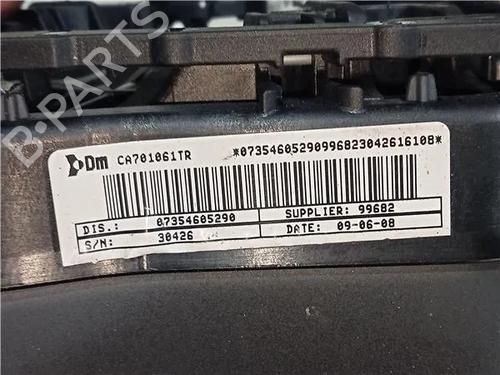 Dm CA701061TR *07354605290996823042616108*
DIS.: 07354605290 SUPPLIER: 99682
S/N: 30426 DATE: 09-06-08
B-PARTS